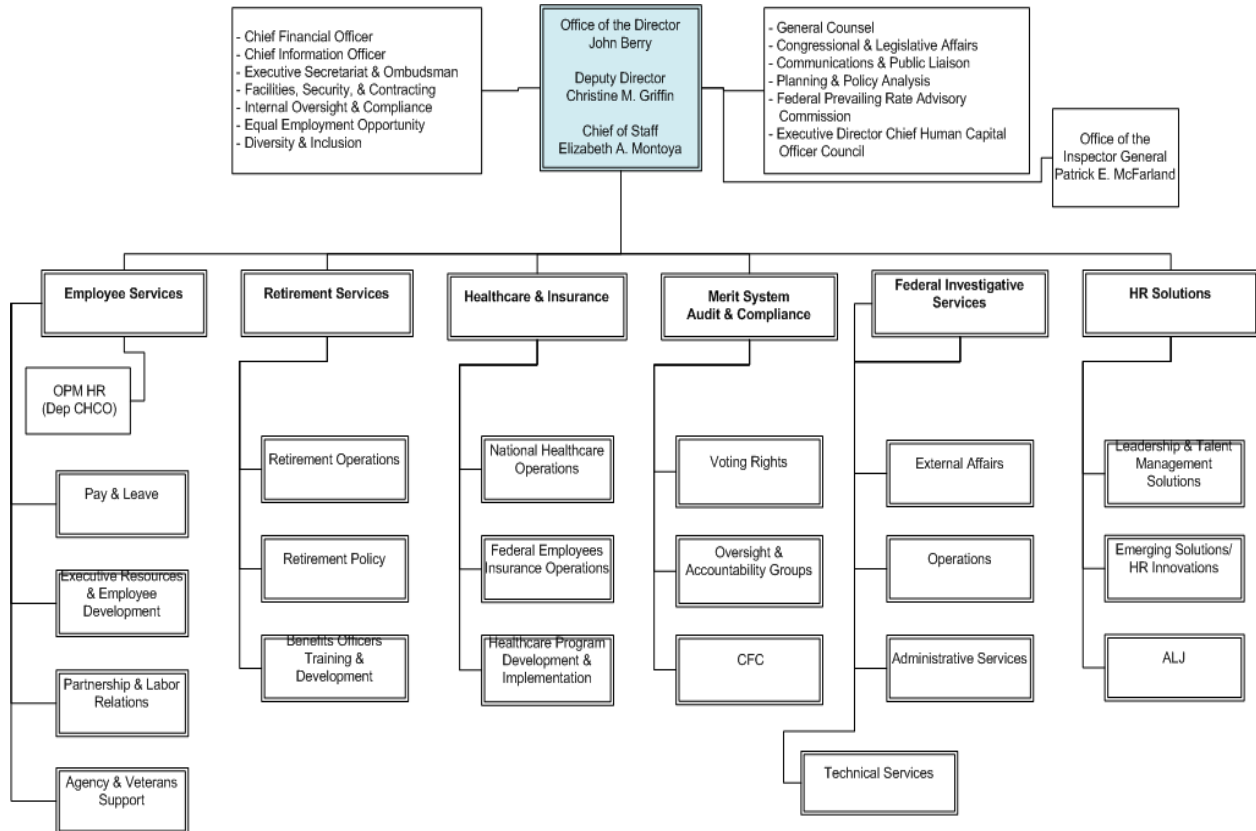 - Chief Financial Officer
- Chief Information Officer
- Executive Secretariat & Ombudsman
- Facilities, Security, & Contracting
- Internal Oversight & Compliance
- Equal Employment Opportunity
- Diversity & Inclusion
Office of the Director
John Berry
Deputy Director
Christine M. Griffin
Chief of Staff
Elizabeth A. Montoya
- General Counsel
- Congressional & Legislative Affairs
- Communications & Public Liaison
- Planning & Policy Analysis
- Federal Prevailing Rate Advisory
Commission
- Executive Director Chief Human Capital
Officer Council
Office of the
Inspector General
Patrick E. McFarland
Employee Services
OPM HR
(Dep CHCO)
Pay & Leave
Executive Resources
& Employee
Development
Partnership & Labor
Relations
Agency & Veterans
Support
Retirement Services
Retirement Operations
Retirement Policy
Benefits Officers
Training &
Development
Healthcare & Insurance
National Healthcare
Operations
Federal Employees
Insurance Operations
Healthcare Program
Development &
Implementation
Merit System
Audit & Compliance
Voting Rights
Oversight &
Accountability Groups
CFC
Federal Investigative
Services
External Affairs
Operations
Administrative Services
Technical Services
HR Solutions
Leadership & Talent
Management
Solutions
Emerging Solutions/
HR Innovations
ALJ